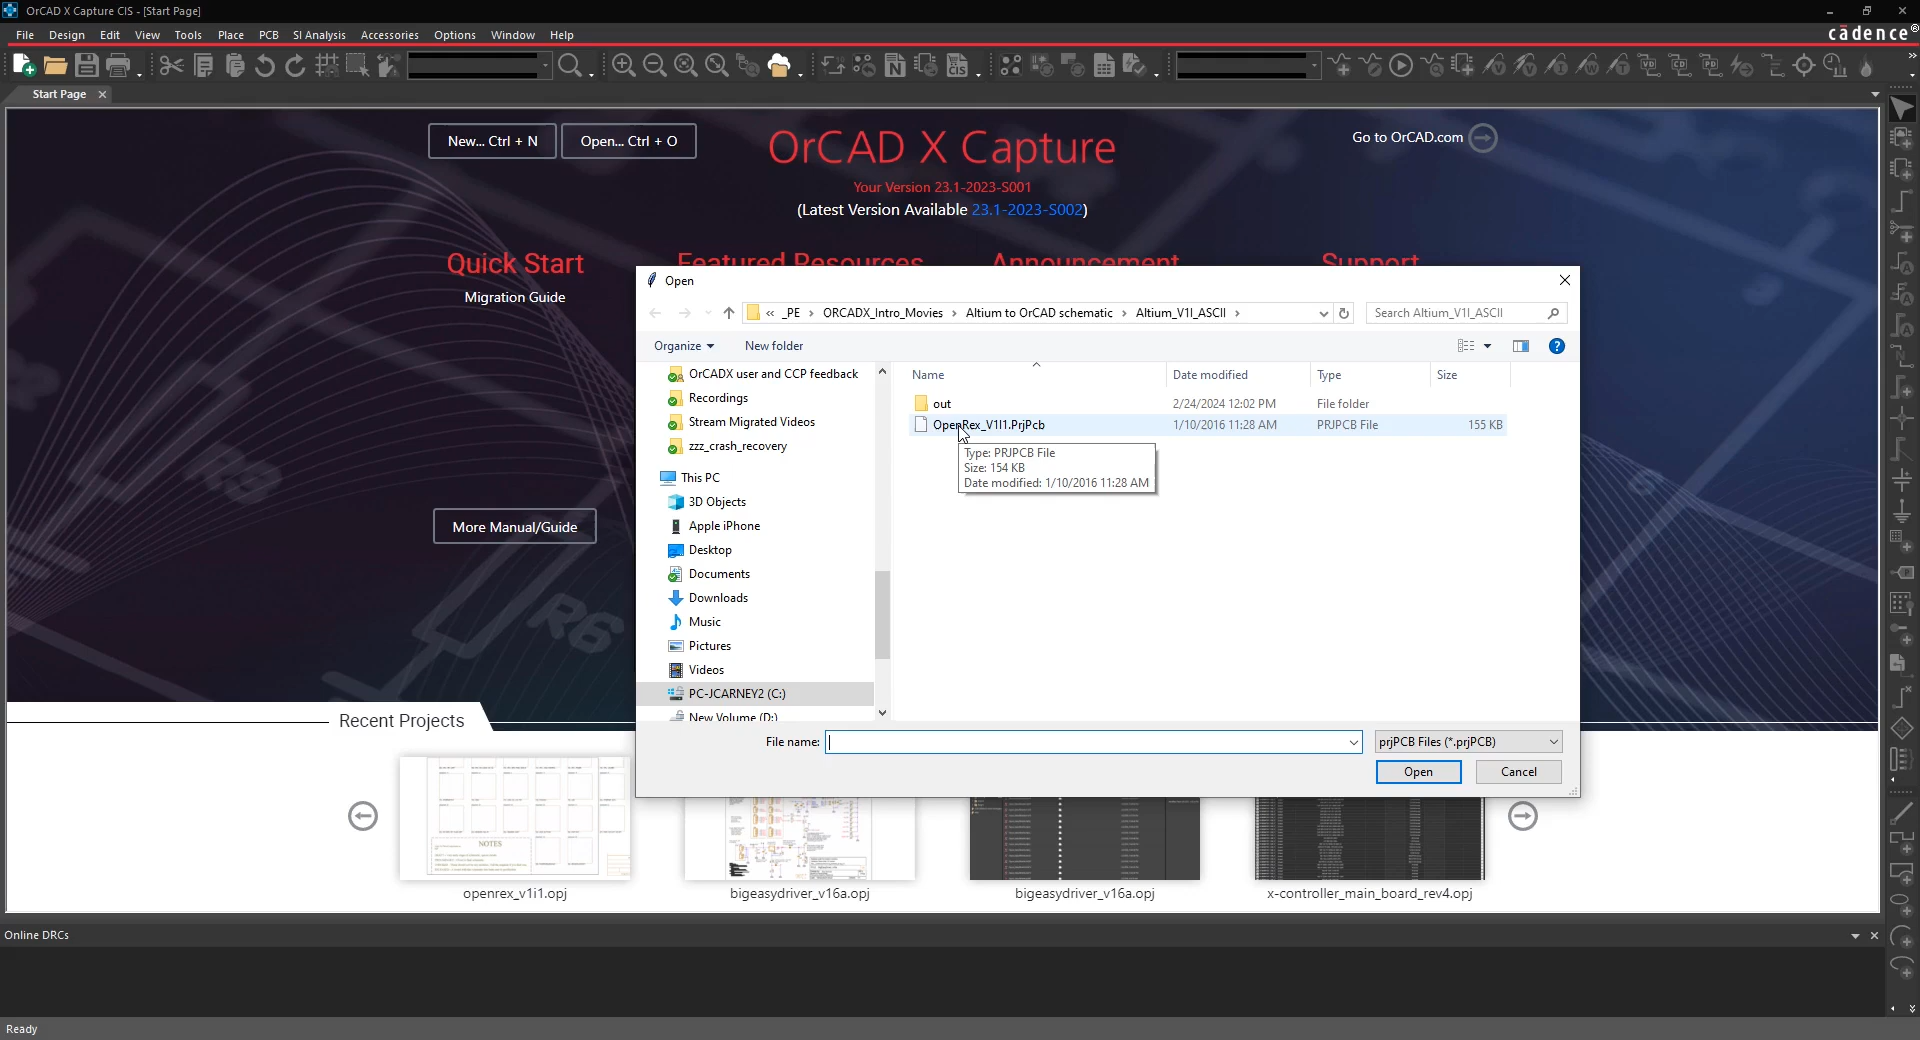 OrCAD X Capture CIS - [Start Page]
File Design Edit View Tools Place PCB SI Analysis Accessories Options Window Help
cādence®
Start Page
New... Ctrl + N
Open... Ctrl + O
OrCAD X Capture
Go to OrCAD.com
Your Version 23.1-2023-S001
(Latest Version Available 23.1-2023-S002)
Quick Start
Featured Resources
Announcement
Support
Migration Guide
More Manual/Guide
Open
« _PE › ORCADX_Intro_Movies › Altium to OrCAD schematic › Altium_V1I_ASCII ›
Search Altium_V1I_ASCII
Organize
New folder
OrCADX user and CCP feedback
Recordings
Stream Migrated Videos
zzz_crash_recovery
This PC
3D Objects
Apple iPhone
Desktop
Documents
Downloads
Music
Pictures
Videos
PC-JCARNEY2 (C:)
New Volume (D:)
Name Date modified Type Size
out 2/24/2024 12:02 PM File folder
OpenRex_V1I1.PrjPcb 1/10/2016 11:28 AM PRJPCB File 155 KB
Type: PRJPCB File
Size: 154 KB
Date modified: 1/10/2016 11:28 AM
File name:
prjPCB Files (*.prjPCB)
Open
Cancel
Recent Projects
NOTES
openrex_v1i1.opj
bigeasydriver_v16a.opj
bigeasydriver_v16a.opj
x-controller_main_board_rev4.opj
Online DRCs
Ready